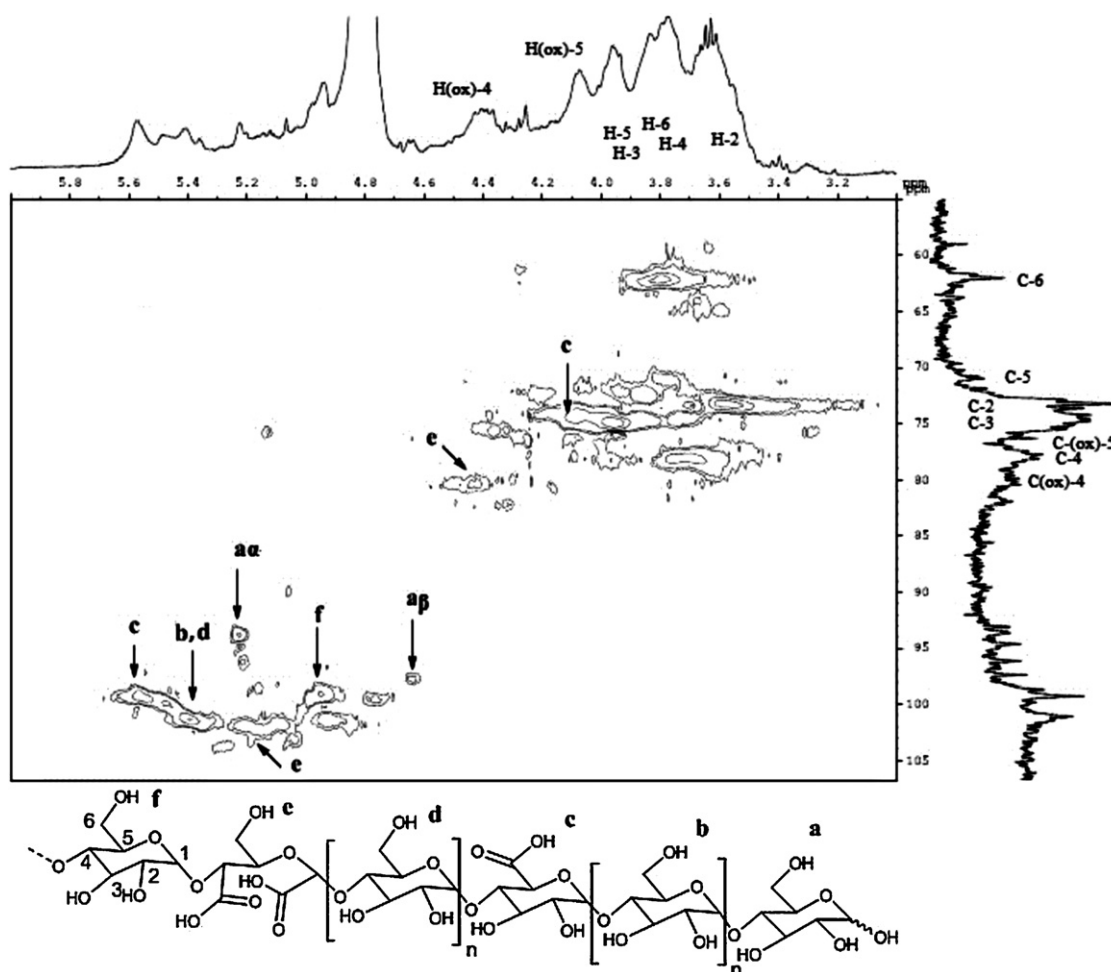 H(ox)-4
H(ox)-5
H-5
H-3
H-6
H-4
H-2
5.8 5.6 5.4 5.2 5.0 4.8 4.6 4.4 4.2 4.0 3.8 3.6 3.4 3.2 ppm
ppm
60
65
70
75
80
85
90
95
100
105
C-6
C-5
C-2
C-3
C-(ox)-5
C-4
C(ox)-4
c
e
aα
c
b,d
f
aβ
e
OH f
6
5
4
1
O
O
HO
3
2
HO
OH e
O
O
HO
O
HO
O
OH d
O
O
HO
OH
n
c
OH
O
O
O
HO
OH
b
OH
O
O
HO
OH
n
a
OH
O
O
HO
OH
OH